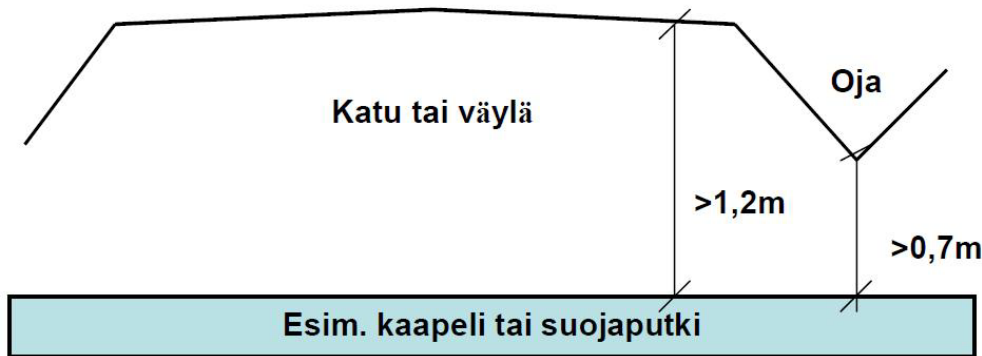 Oja
Katu tai väylä
>1,2m
>0,7m
Esim. kaapeli tai suojaputki